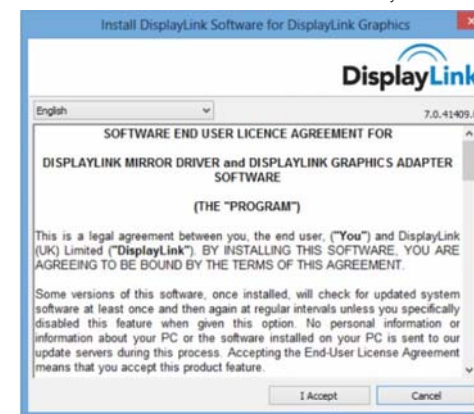 Install DisplayLink Software for DisplayLink Graphics
DisplayLink
English
7.0.41409.
SOFTWARE END USER LICENCE AGREEMENT FOR
DISPLAYLINK MIRROR DRIVER and DISPLAYLINK GRAPHICS ADAPTER
SOFTWARE
(THE "PROGRAM")
This is a legal agreement between you, the end user, ("You") and DisplayLink
(UK) Limited ("DisplayLink"). BY INSTALLING THIS SOFTWARE, YOU ARE
AGREEING TO BE BOUND BY THE TERMS OF THIS AGREEMENT.
Some versions of this software, once installed, will check for updated system
software at least once and then again at regular intervals unless you specifically
disabled this feature when given this option. No personal information or
information about your PC or the software installed on your PC is sent to our
update servers during this process. Accepting the End-User License Agreement
means that you accept this product feature.
I Accept
Cancel